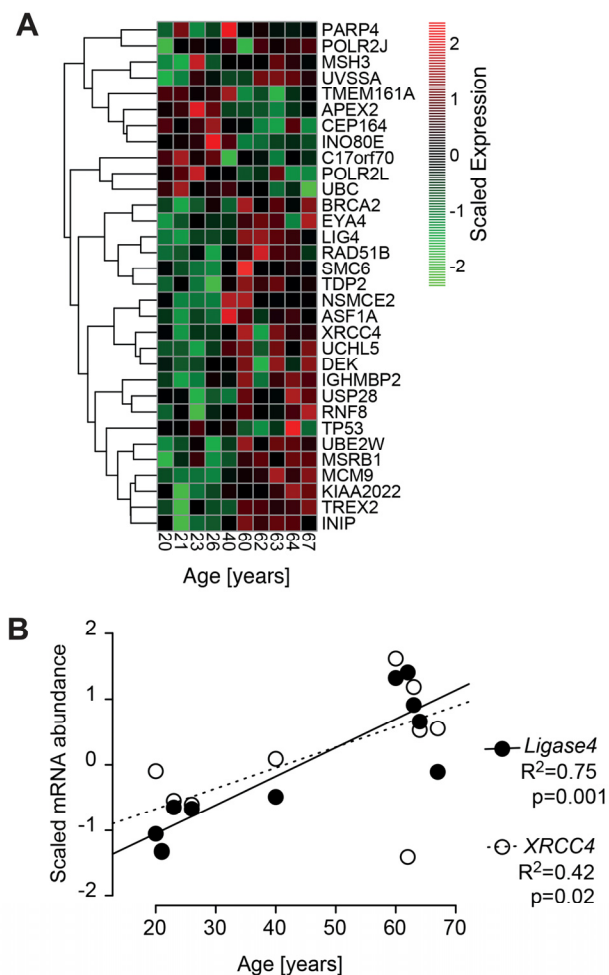 A
PARP4
POLR2J
MSH3
UVSSA
TMEM161A
APEX2
CEP164
INO80E
C17orf70
POLR2L
UBC
BRCA2
EYA4
LIG4
RAD51B
SMC6
TDP2
NSMCE2
ASF1A
XRCC4
UCHL5
DEK
IGHMBP2
USP28
RNF8
TP53
UBE2W
MSRB1
MCM9
KIAA2022
TREX2
INIP
20 21 23 26 40 60 62 63 64 67
Age [years]
2
1
0
-1
-2
Scaled Expression
B
Scaled mRNA abundance
2
1
0
-1
-2
20 30 40 50 60 70
Age [years]
Ligase4
R²=0.75
p=0.001
XRCC4
R²=0.42
p=0.02